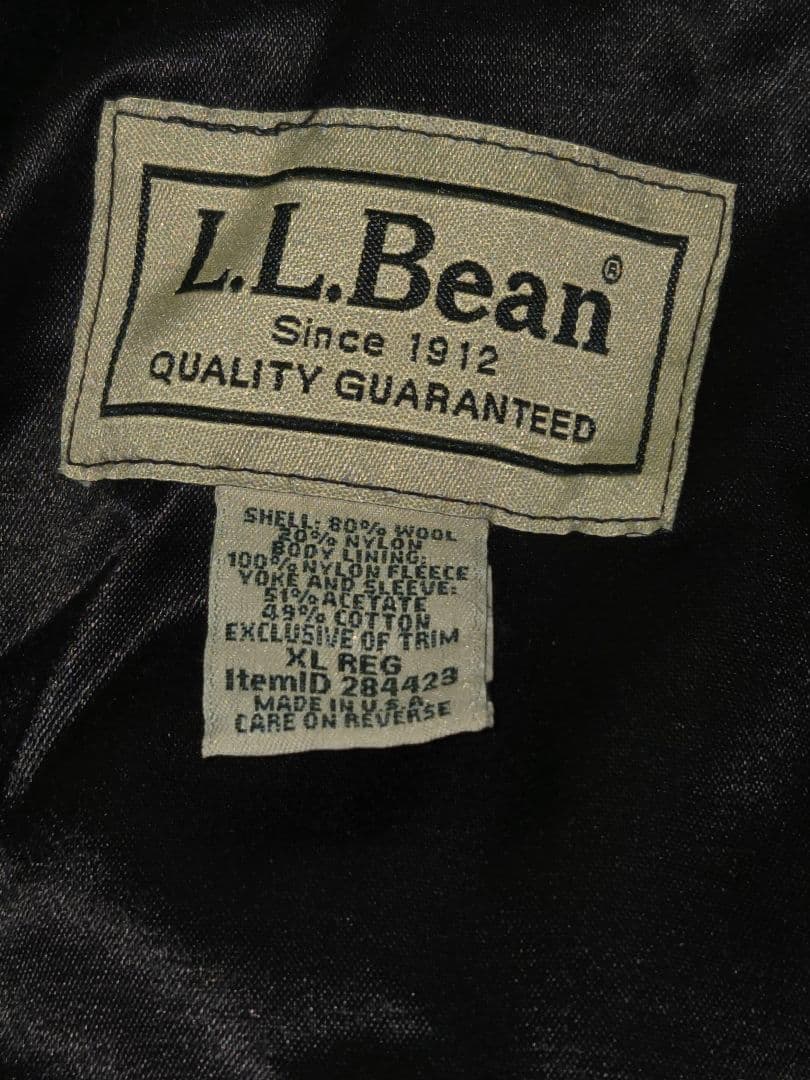 L.L.Bean®
Since 1912
QUALITY GUARANTEED
SHELL: 80% WOOL
20% NYLON
BODY LINING:
100% NYLON FLEECE
YOKE AND SLEEVE:
51% ACETATE
49% COTTON
EXCLUSIVE OF TRIM
XL REG
ItemID 284423
MADE IN U.S.A.
CARE ON REVERSE